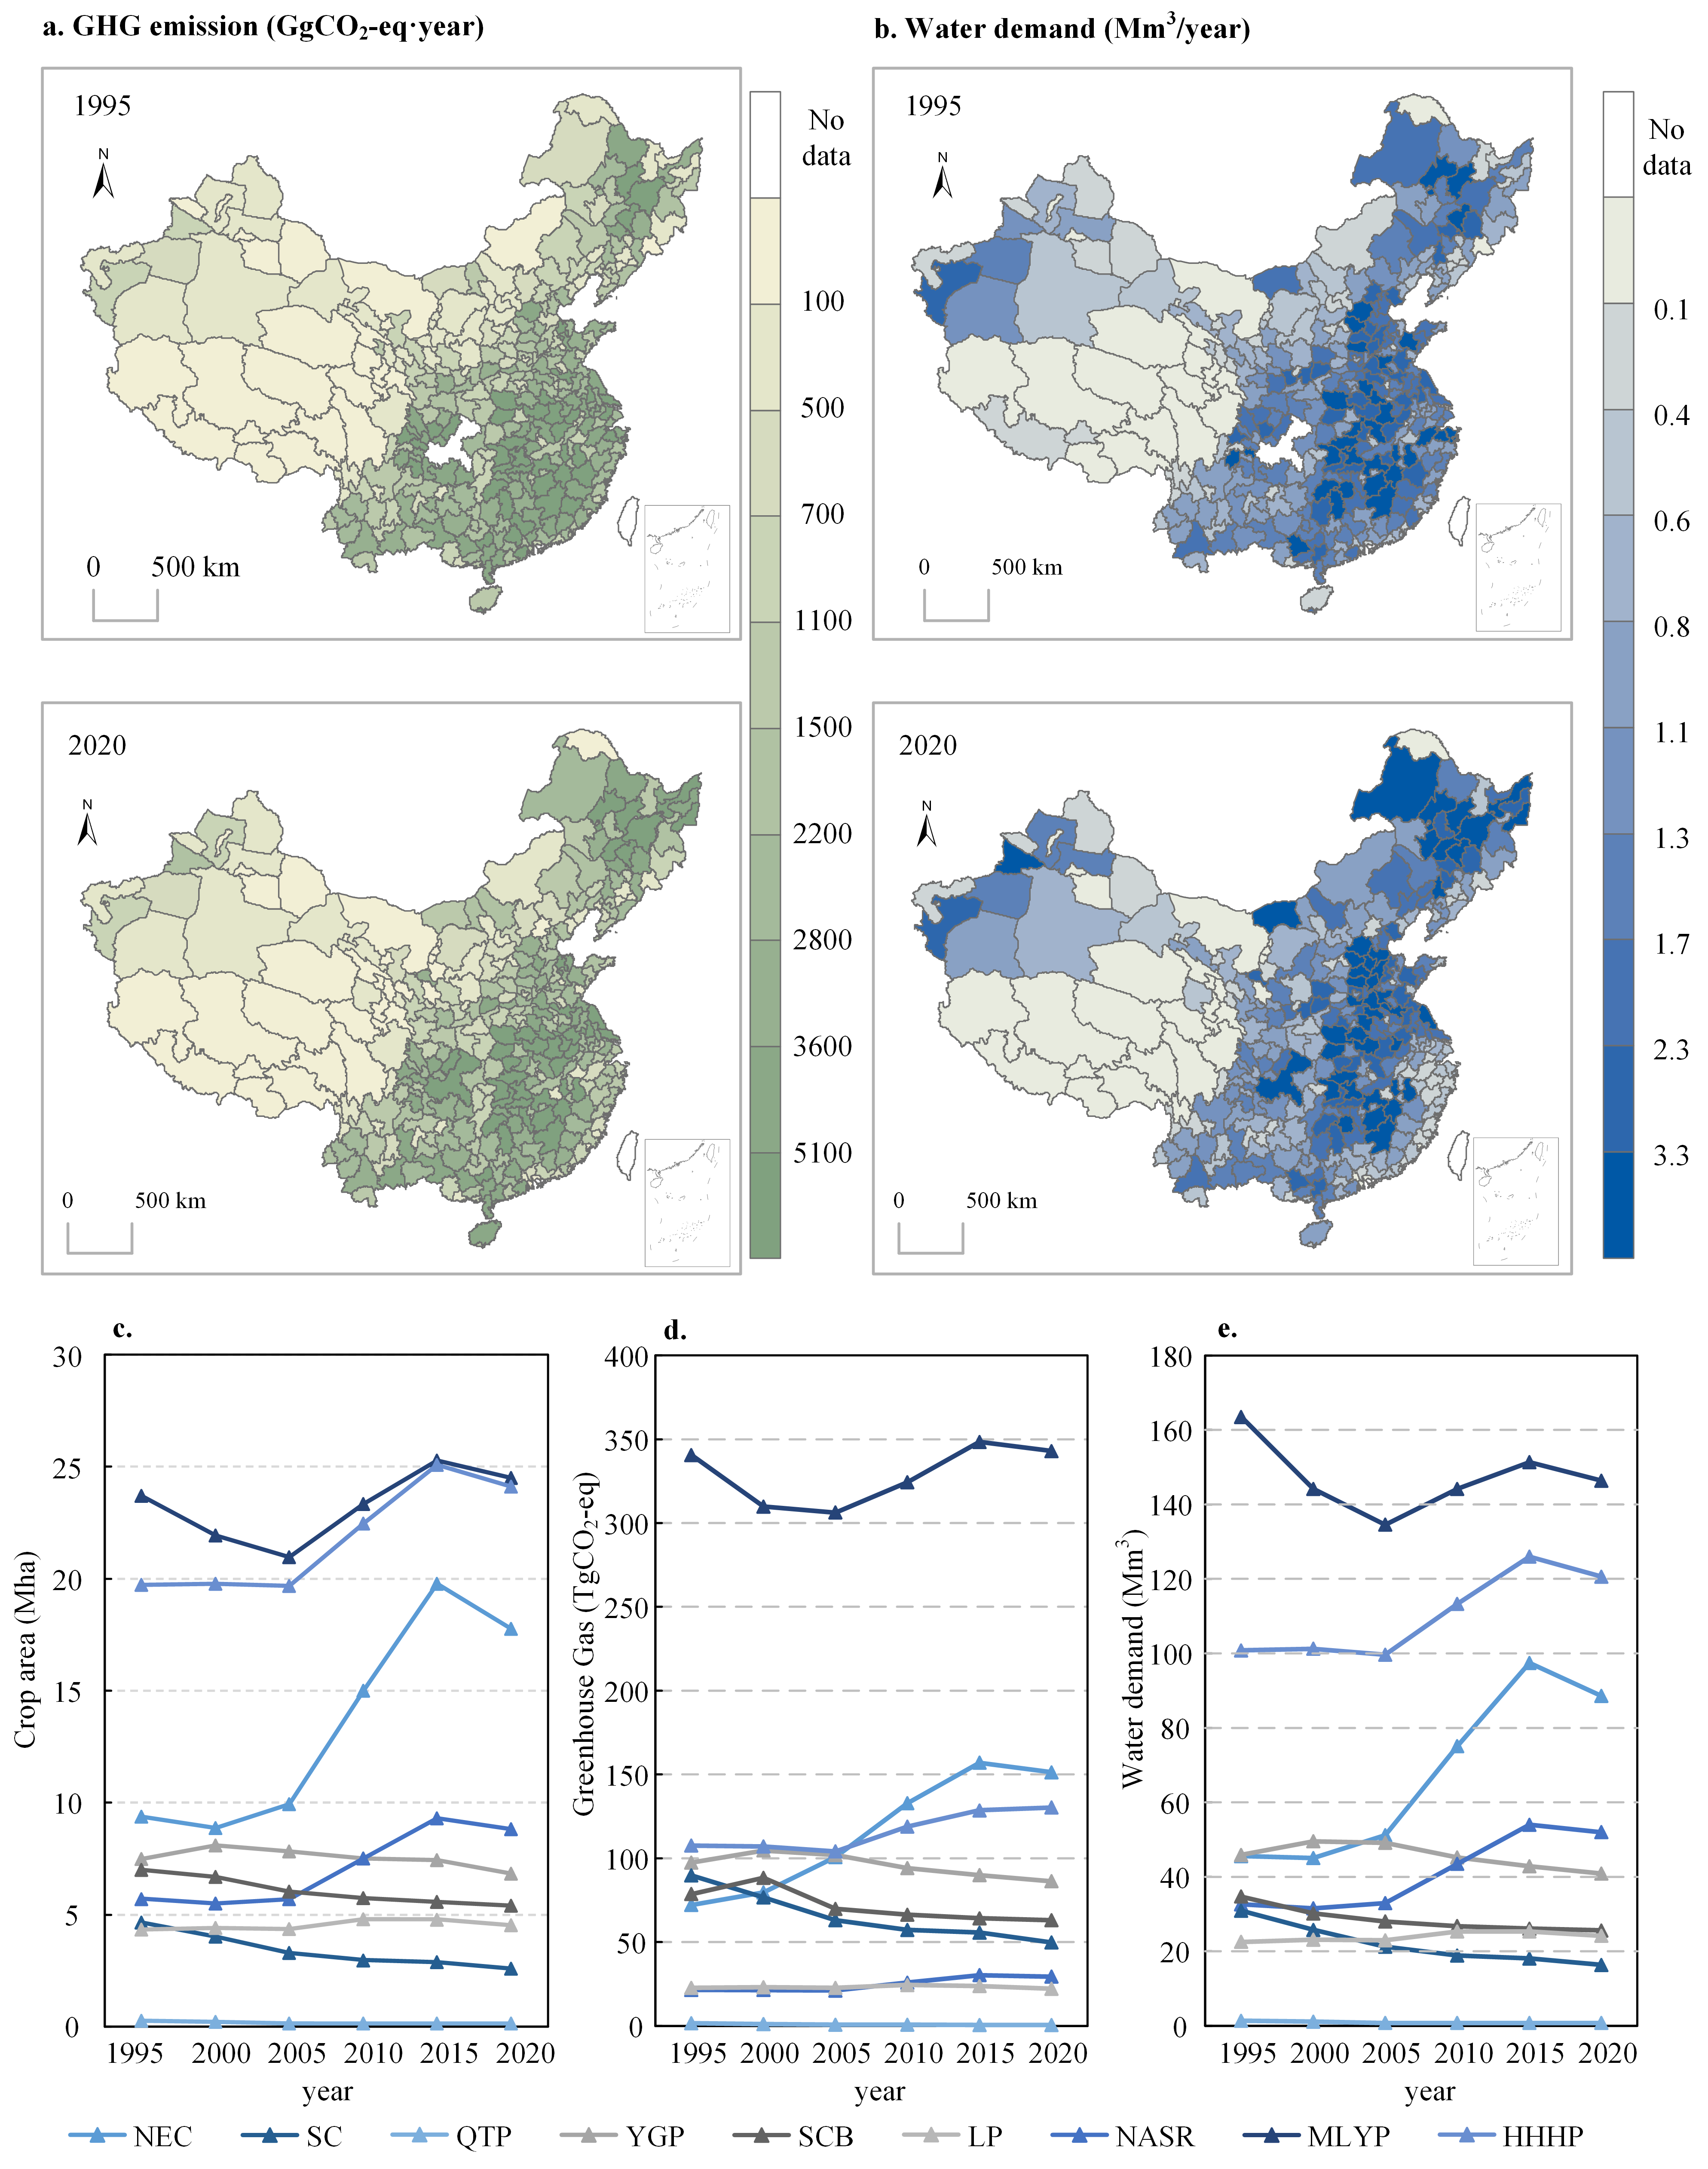 a. GHG emission (GgCO₂-eq·year)
b. Water demand (Mm³/year)
1995
N
0 500 km
No
data
100
500
700
1100
1500
2200
2800
3600
5100
1995
N
0 500 km
No
data
0.1
0.4
0.6
0.8
1.1
1.3
1.7
2.3
3.3
2020
N
0 500 km
2020
N
0 500 km
c.
30
25
20
15
10
5
0
Crop area (Mha)
1995 2000 2005 2010 2015 2020
year
d.
400
350
300
250
200
150
100
50
0
Greenhouse Gas (TgCO₂-eq)
1995 2000 2005 2010 2015 2020
year
e.
180
160
140
120
100
80
60
40
20
0
Water demand (Mm³)
1995 2000 2005 2010 2015 2020
year
NEC SC QTP YGP SCB LP NASR MLYP HHHP